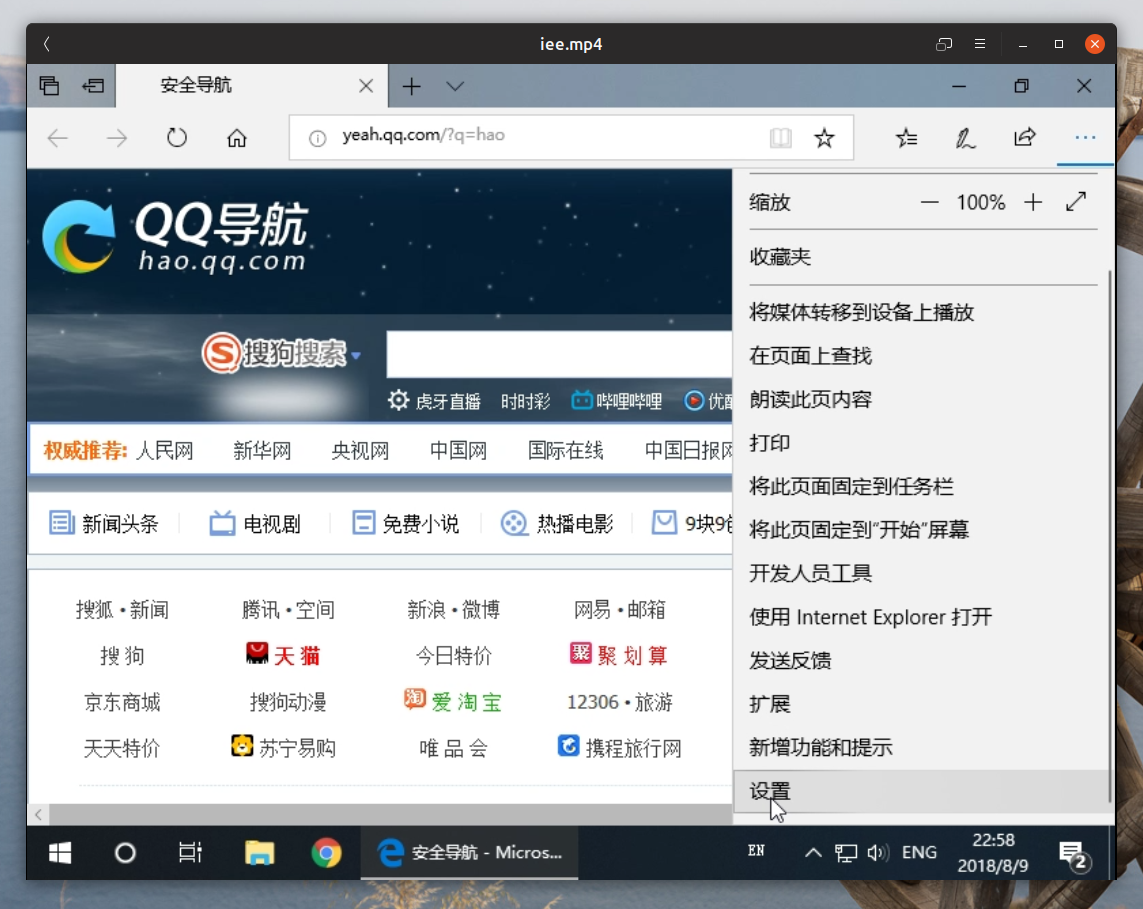 iee.mp4
安全导航
yeah.qq.com/?q=hao
QQ导航
hao.qq.com
搜狗搜索
虎牙直播 时时彩 哔哩哔哩 优酷
权威推荐: 人民网 新华网 央视网 中国网 国际在线 中国日报网
新闻头条 电视剧 免费小说 热播电影 9块9
搜狐·新闻 腾讯·空间 新浪·微博 网易·邮箱
搜狗 天猫 今日特价 聚划算
京东商城 搜狗动漫 淘 爱淘宝 12306·旅游
天天特价 苏宁易购 唯品会 携程旅行网
缩放 100%
收藏夹
将媒体转移到设备上播放
在页面上查找
朗读此页内容
打印
将此页面固定到任务栏
将此页固定到“开始”屏幕
开发人员工具
使用 Internet Explorer 打开
发送反馈
扩展
新增功能和提示
设置
安全导航 - Micros...
EN
ENG
22:58
2018/8/9
2